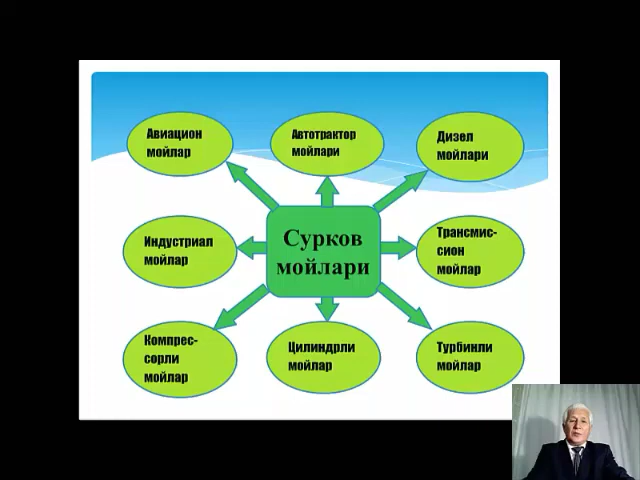 Авиацион
мойлар
Автотрактор
мойлари
Дизел
мойлари
Индустриал
мойлар
Сурков
мойлари
Трансмис-
сион
мойлар
Компрес-
сорли
мойлар
Цилиндрли
мойлар
Турбинли
мойлар